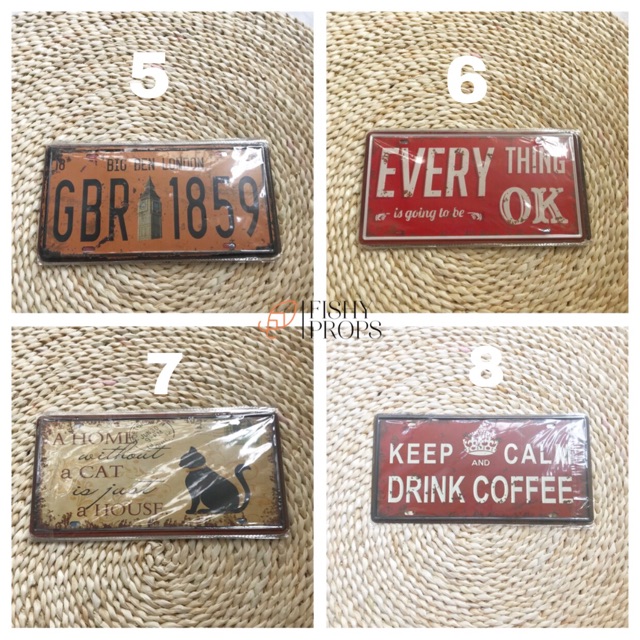 5
18 BIG BEN LONDON
GBR 1859
6
EVERY THING
is going to be OK
FISHY
PROPS
7
A HOME
without
a CAT
is just
a HOUSE
8
KEEP AND CALM
DRINK COFFEE